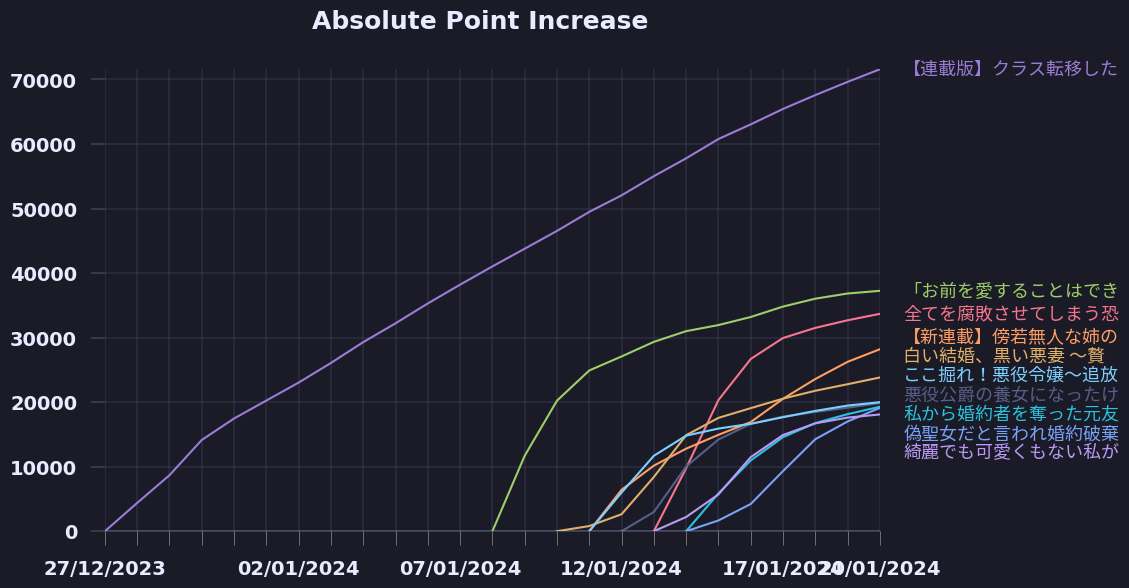 Absolute Point Increase
70000
60000
50000
40000
30000
20000
10000
0
27/12/2023
02/01/2024
07/01/2024
12/01/2024
17/01/2024
20/01/2024
【連載版】クラス転移した
「お前を愛することはでき
全てを腐敗させてしまう恐
【新連載】傍若無人な姉の
白い結婚、黒い悪妻 〜贅
ここ掘れ！悪役令嬢〜追放
悪役公爵の養女になったけ
私から婚約者を奪った元友
偽聖女だと言われ婚約破棄
綺麗でも可愛くもない私が